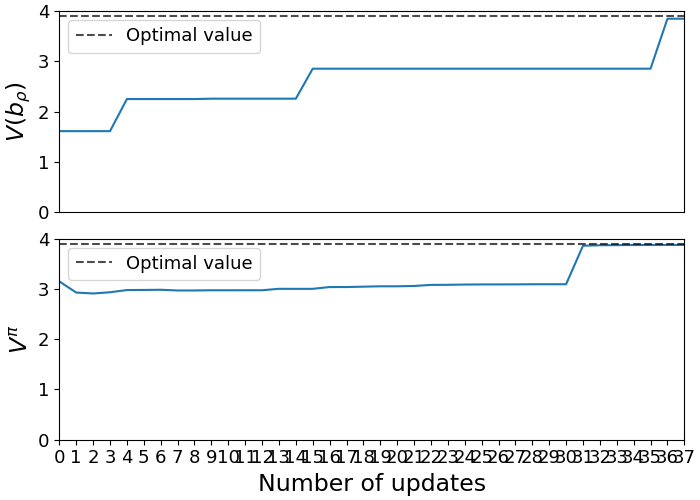 4
Optimal value
3
2
1
0
V(b_ρ)
4
Optimal value
3
2
1
0
V^π
0 1 2 3 4 5 6 7 8 9 10 11 12 13 14 15 16 17 18 19 20 21 22 23 24 25 26 27 28 29 30 31 32 33 34 35 36 37
Number of updates